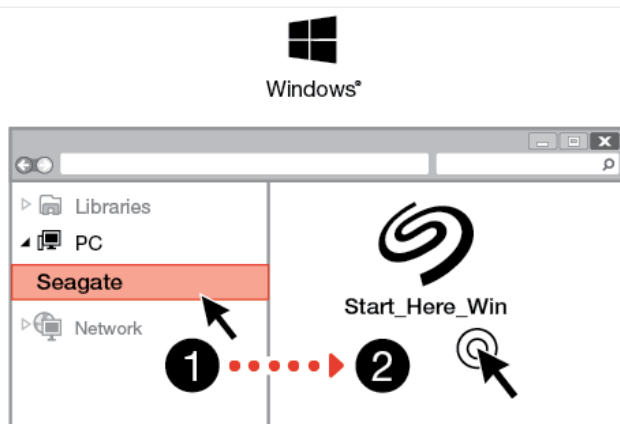 Windows®
Libraries
PC
Seagate
Network
Start_Here_Win
1
2